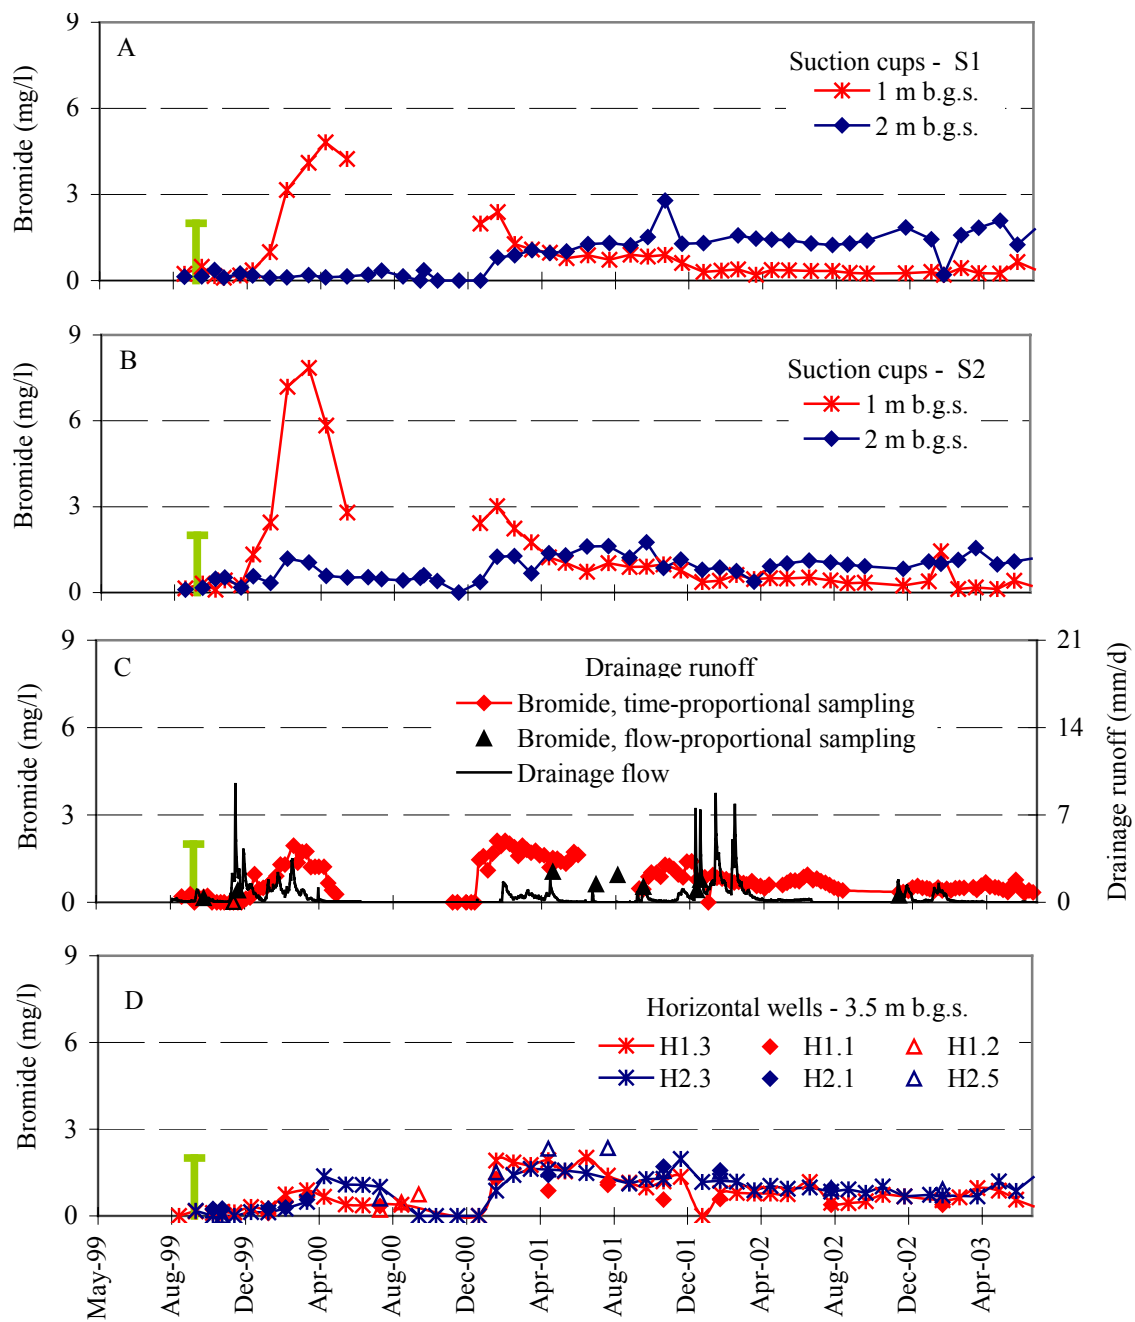 9
6
3
0
Bromide (mg/l)
A
Suction cups - S1
1 m b.g.s.
2 m b.g.s.
9
6
3
0
Bromide (mg/l)
B
Suction cups - S2
1 m b.g.s.
2 m b.g.s.
9
6
3
0
Bromide (mg/l)
C
Drainage runoff
Bromide, time-proportional sampling
Bromide, flow-proportional sampling
Drainage flow
21
14
7
0
Drainage runoff (mm/d)
9
6
3
0
Bromide (mg/l)
D
Horizontal wells - 3.5 m b.g.s.
H1.3 H1.1 H1.2
H2.3 H2.1 H2.5
May-99 Aug-99 Dec-99 Apr-00 Aug-00 Dec-00 Apr-01 Aug-01 Dec-01 Apr-02 Aug-02 Dec-02 Apr-03